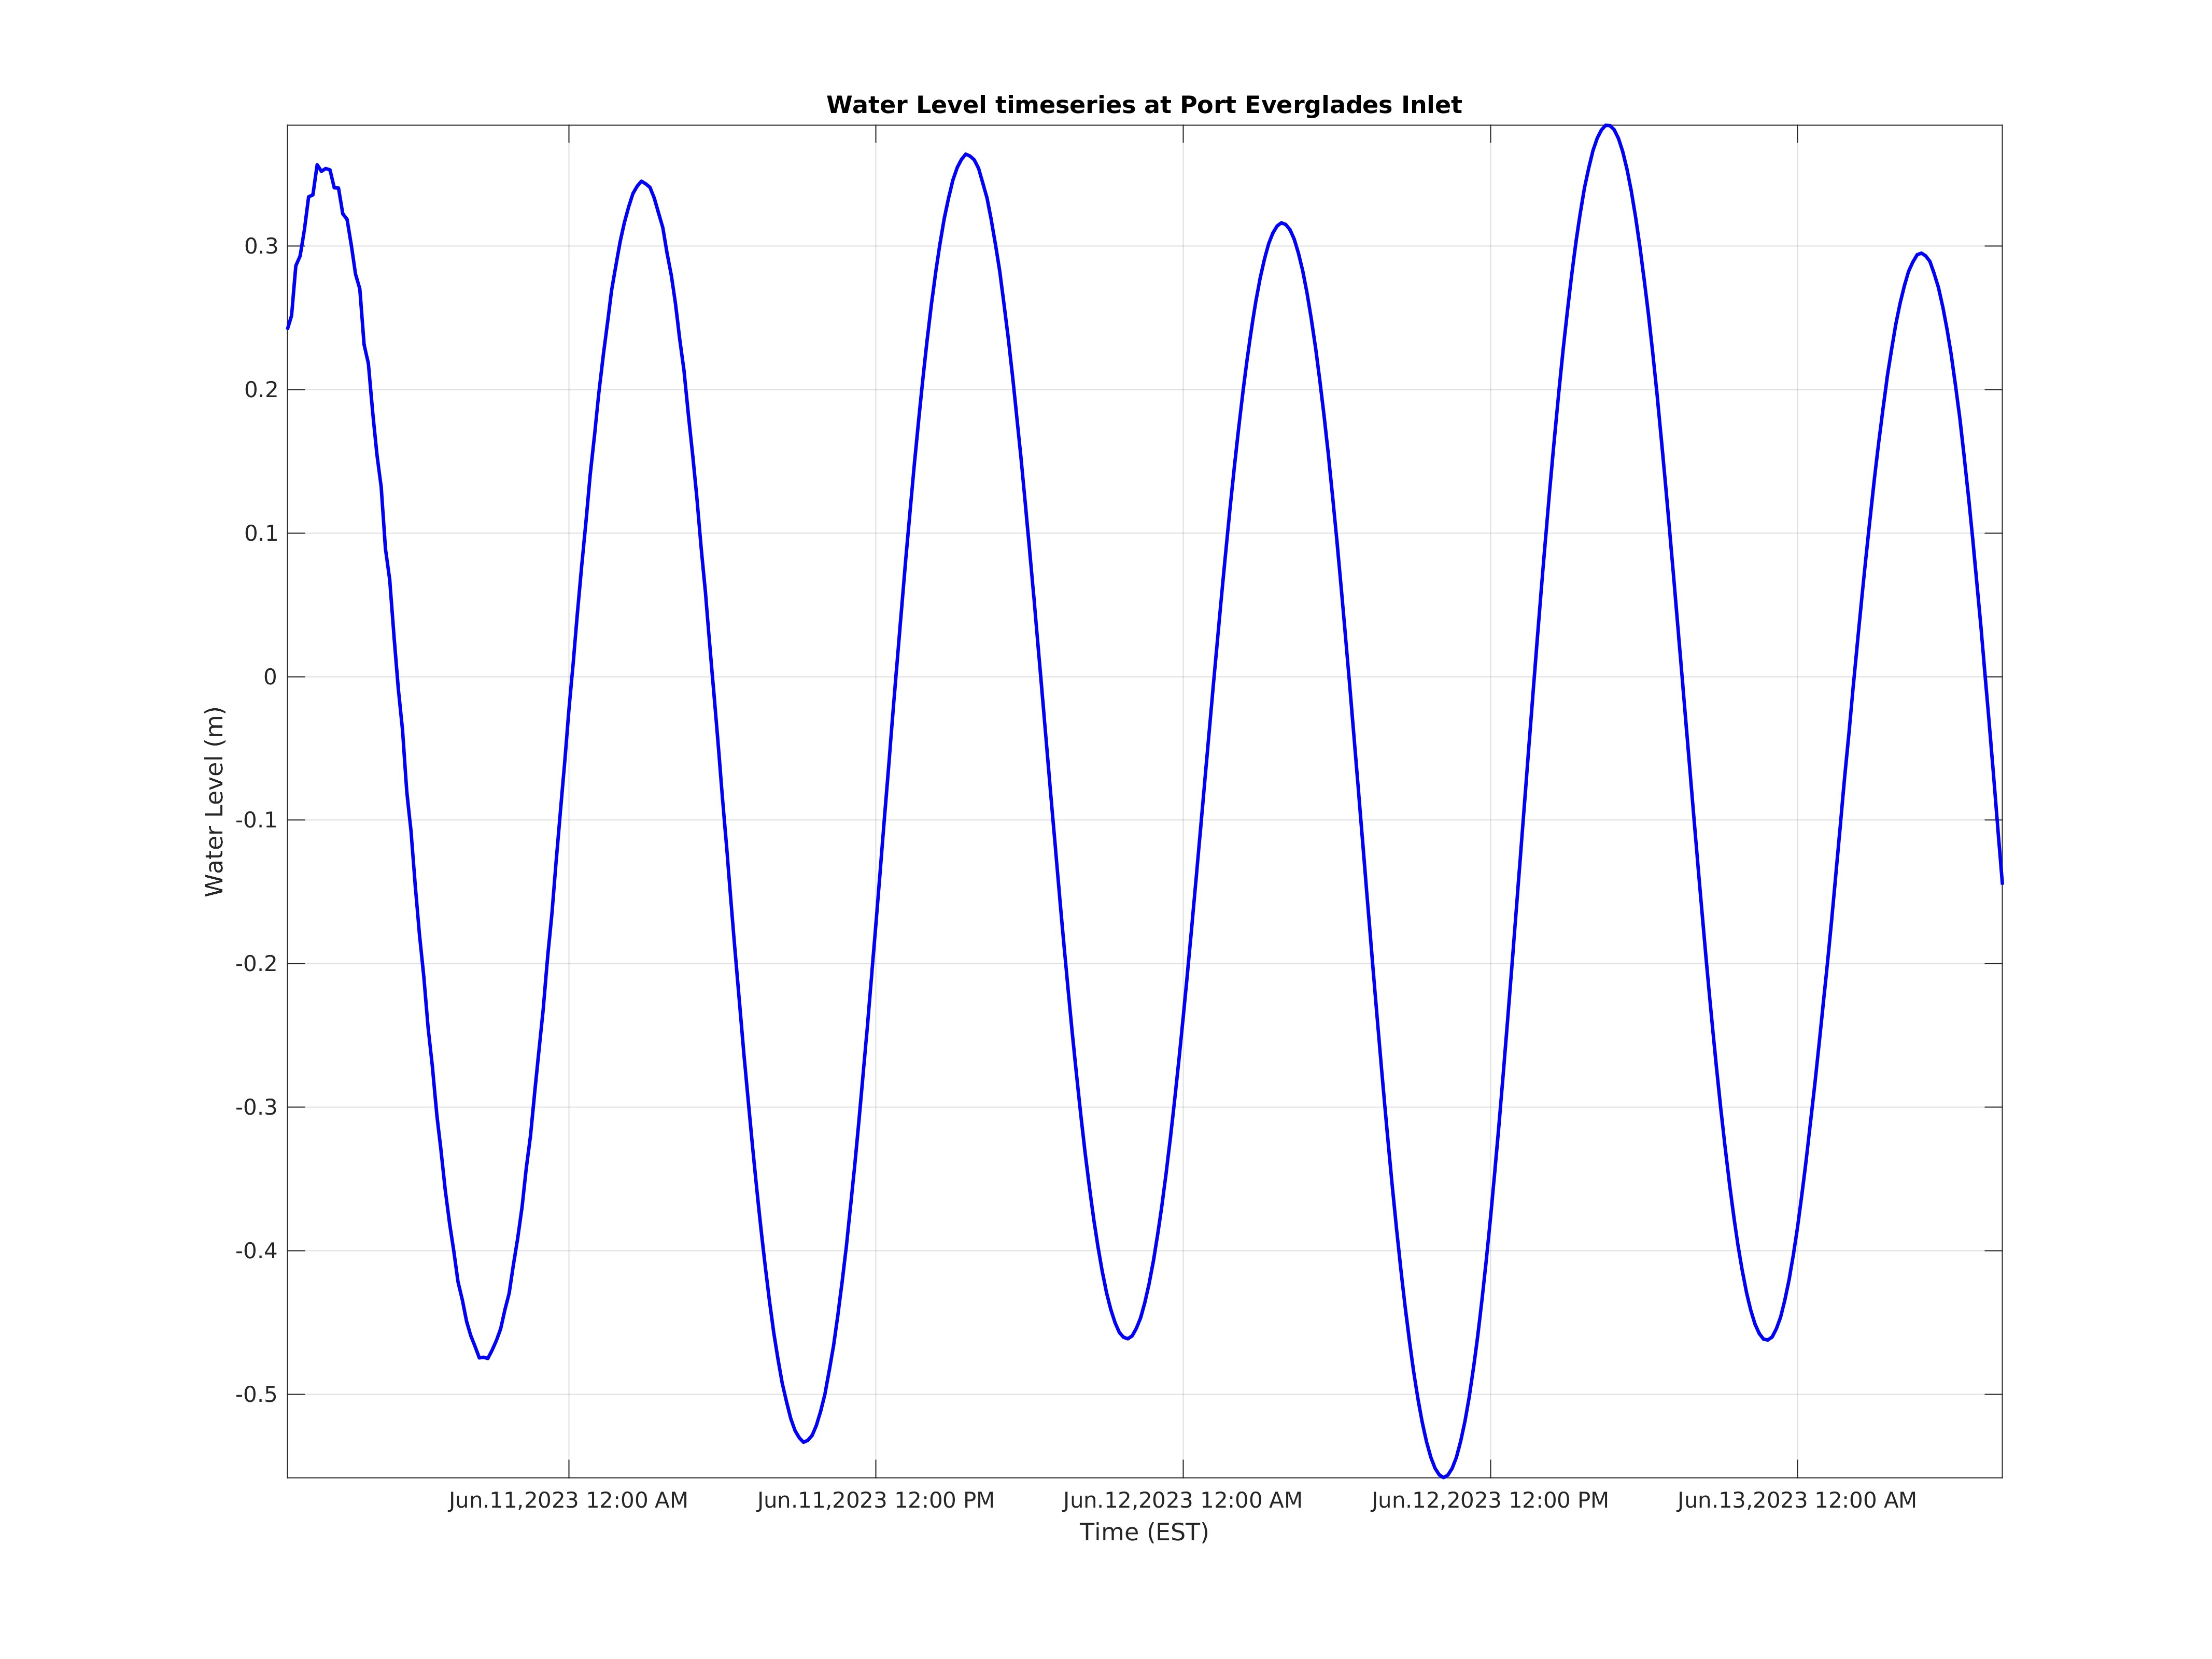 Water Level timeseries at Port Everglades Inlet
0.3
0.2
0.1
0
-0.1
-0.2
-0.3
-0.4
-0.5
Water Level (m)
Jun.11,2023 12:00 AM
Jun.11,2023 12:00 PM
Jun.12,2023 12:00 AM
Jun.12,2023 12:00 PM
Jun.13,2023 12:00 AM
Time (EST)